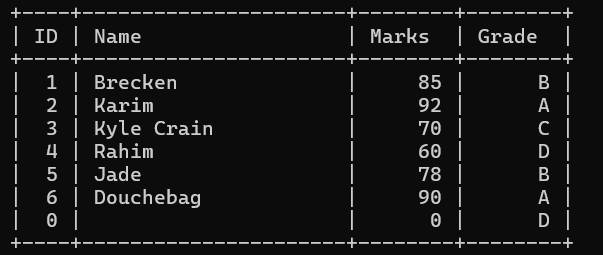 +----+-----------------------+--------+--------+
| ID | Name                  | Marks  | Grade  |
+----+-----------------------+--------+--------+
|  1 | Brecken               |     85 |      B |
|  2 | Karim                 |     92 |      A |
|  3 | Kyle Crain            |     70 |      C |
|  4 | Rahim                 |     60 |      D |
|  5 | Jade                  |     78 |      B |
|  6 | Douchebag             |     90 |      A |
|  0 |                       |      0 |      D |
+----+-----------------------+--------+--------+